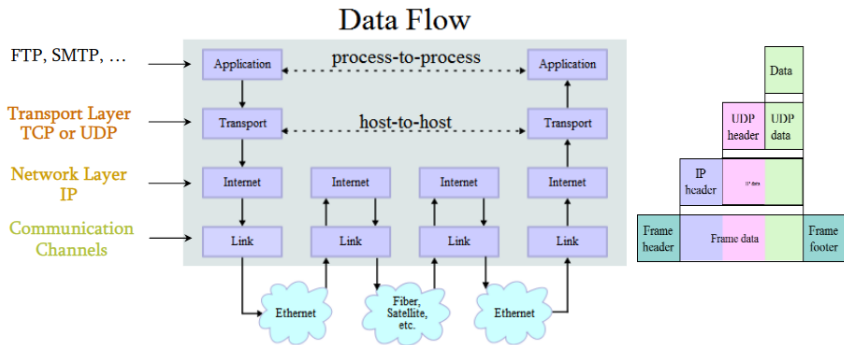 Data Flow
FTP, SMTP, ...
Application
process-to-process
Application
Data
Transport Layer
TCP or UDP
Transport
host-to-host
Transport
UDP
header
UDP
data
Network Layer
IP
Internet
Internet
Internet
Internet
IP
header
IP data
Communication
Channels
Link
Link
Link
Link
Frame
header
Frame data
Frame
footer
Ethernet
Fiber,
Satellite,
etc.
Ethernet